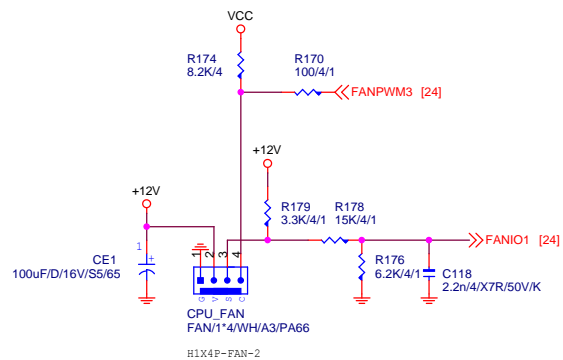 VCC
R174
8.2K/4
R170
100/4/1
FANPWM3 [24]
+12V
+12V
R179
3.3K/4/1
R178
15K/4/1
FANIO1 [24]
1
+
CE1
100uF/D/16V/S5/65
1
2
3
4
G
V
S
C
R176
6.2K/4/1
C118
2.2n/4/X7R/50V/K
CPU_FAN
FAN/1*4/WH/A3/PA66
H1X4P-FAN-2